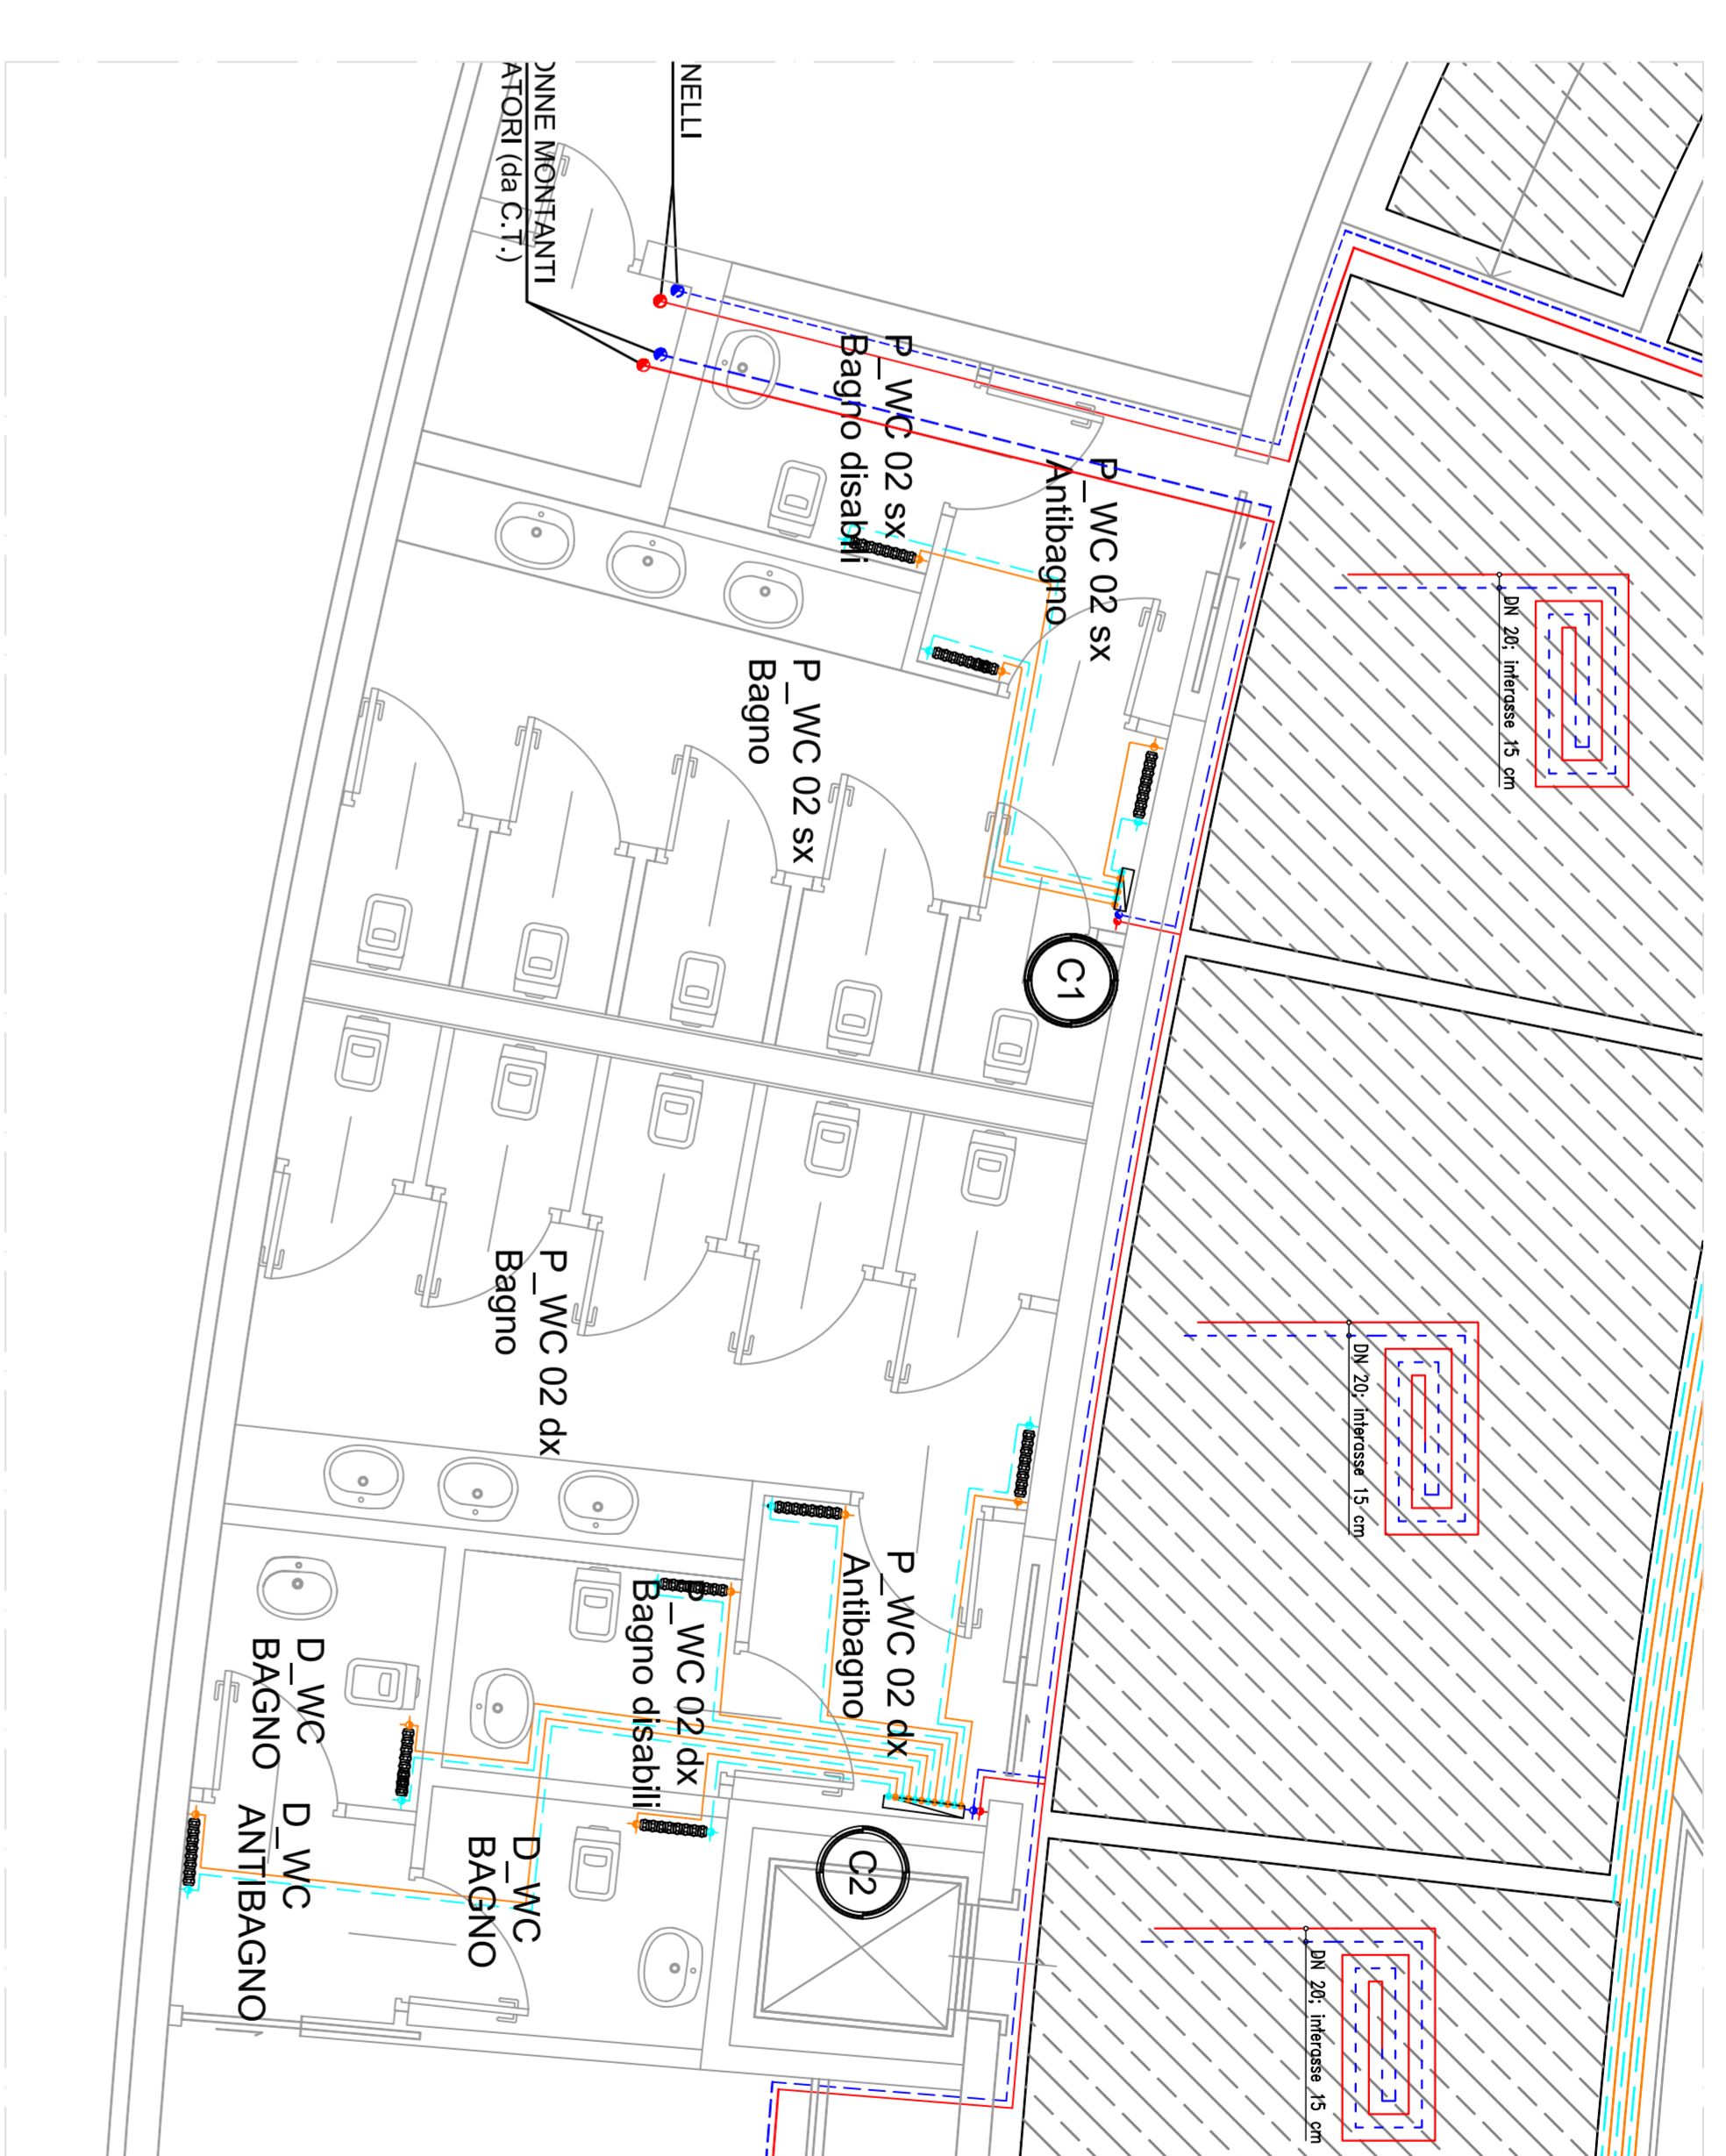 NELLI
ONNE MONTANTI
ATORI (da C.T.)
P_WC 02 sx
Bagno disabili
P_WC 02 sx
Antibagno
DN 20; interasse 15 cm
P_WC 02 sx
Bagno
C1
P_WC 02 dx
Bagno
DN 20; interasse 15 cm
P_WC 02 dx
Antibagno
P_WC 02 dx
Bagno disabili
D_WC
BAGNO
D_WC
ANTIBAGNO
D_WC
BAGNO
C2
DN 20; interasse 15 cm